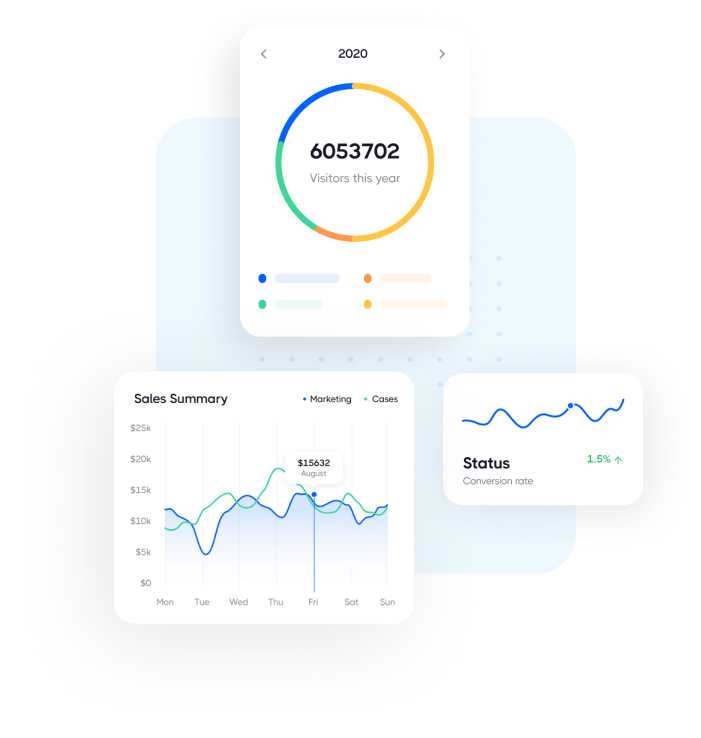 2020
6053702
Visitors this year
Sales Summary
Marketing
Cases
$25k
$20k
$15k
$10k
$5k
$0
$15632
August
Mon Tue Wed Thu Fri Sat Sun
1.5%
Status
Conversion rate